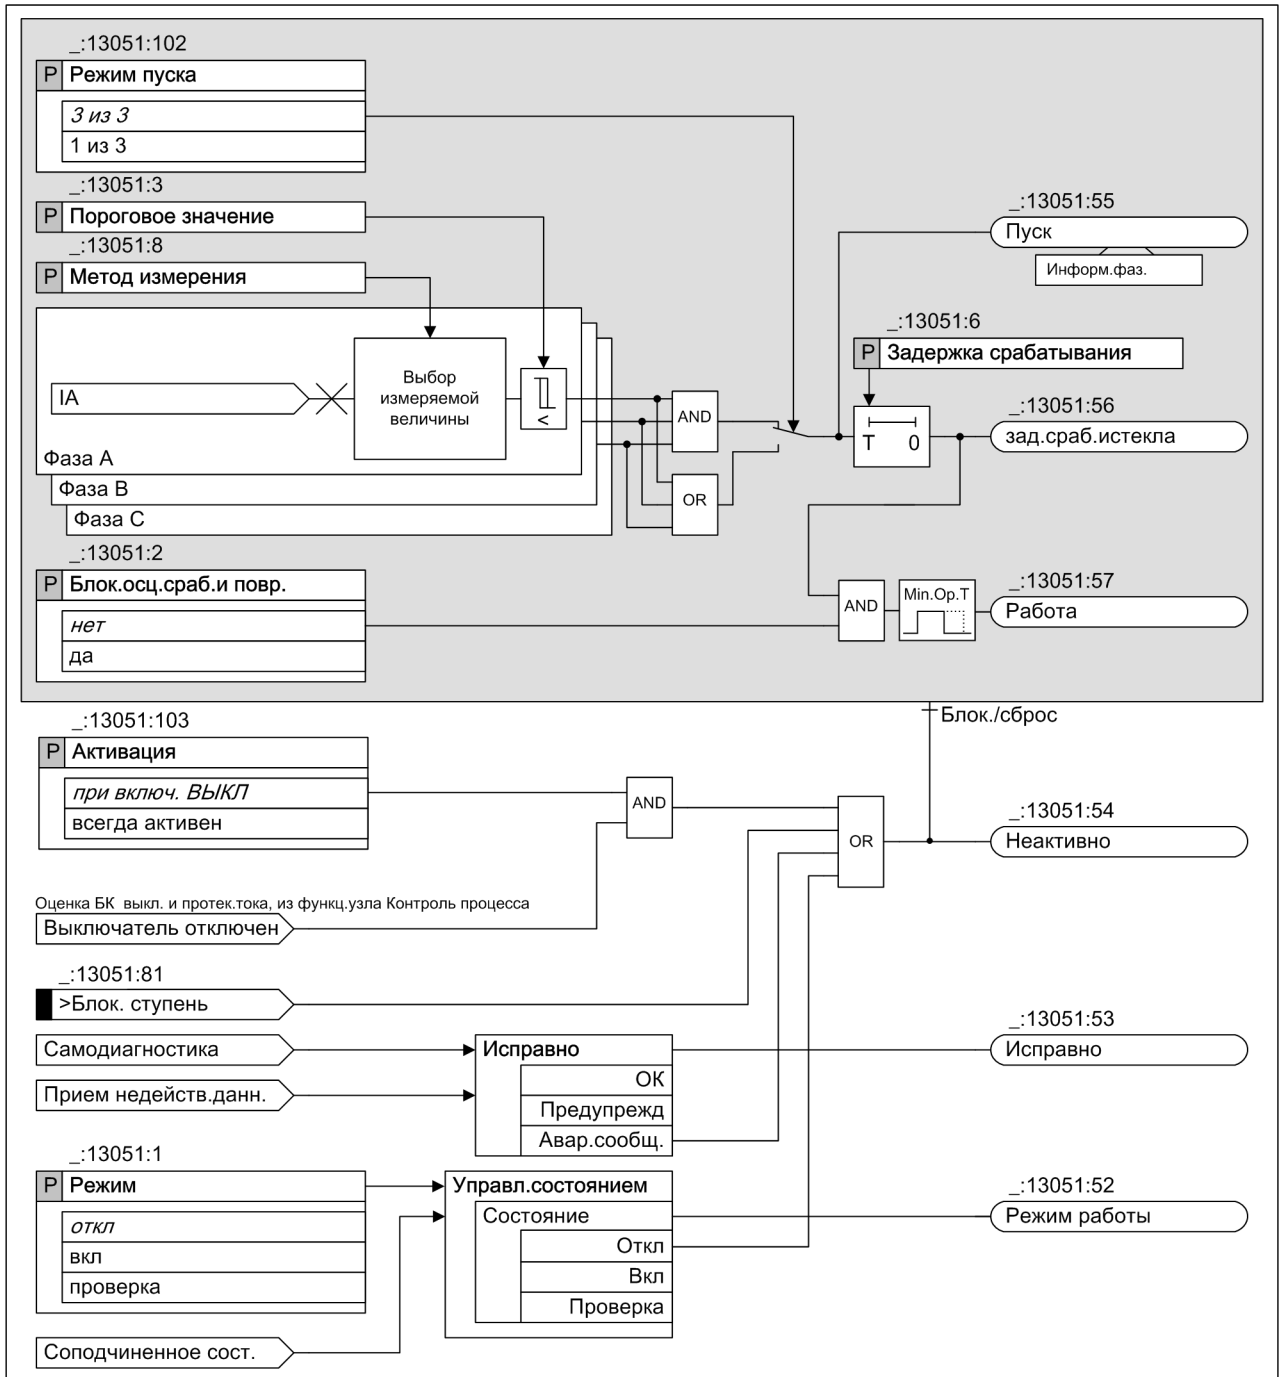 _:13051:102
P Режим пуска
3 из 3
1 из 3
_:13051:3
P Пороговое значение
_:13051:8
P Метод измерения
IA
Выбор
измеряемой
величины
<
Фаза A
Фаза B
Фаза C
AND
OR
_:13051:55
Пуск
Информ.фаз.
_:13051:6
P Задержка срабатывания
T 0
_:13051:56
зад.сраб.истекла
_:13051:2
P Блок.осц.сраб.и повр.
нет
да
AND
Min.Op.T
_:13051:57
Работа
Блок./сброс
_:13051:103
P Активация
при включ. ВЫКЛ
всегда активен
AND
OR
_:13051:54
Неактивно
Оценка БК выкл. и протек.тока, из функц.узла Контроль процесса
Выключатель отключен
_:13051:81
>Блок. ступень
Самодиагностика
Прием недейств.данн.
Исправно
ОК
Предупрежд
Авар.сообщ.
_:13051:53
Исправно
_:13051:1
P Режим
откл
вкл
проверка
Соподчиненное сост.
Управл.состоянием
Состояние
Откл
Вкл
Проверка
_:13051:52
Режим работы